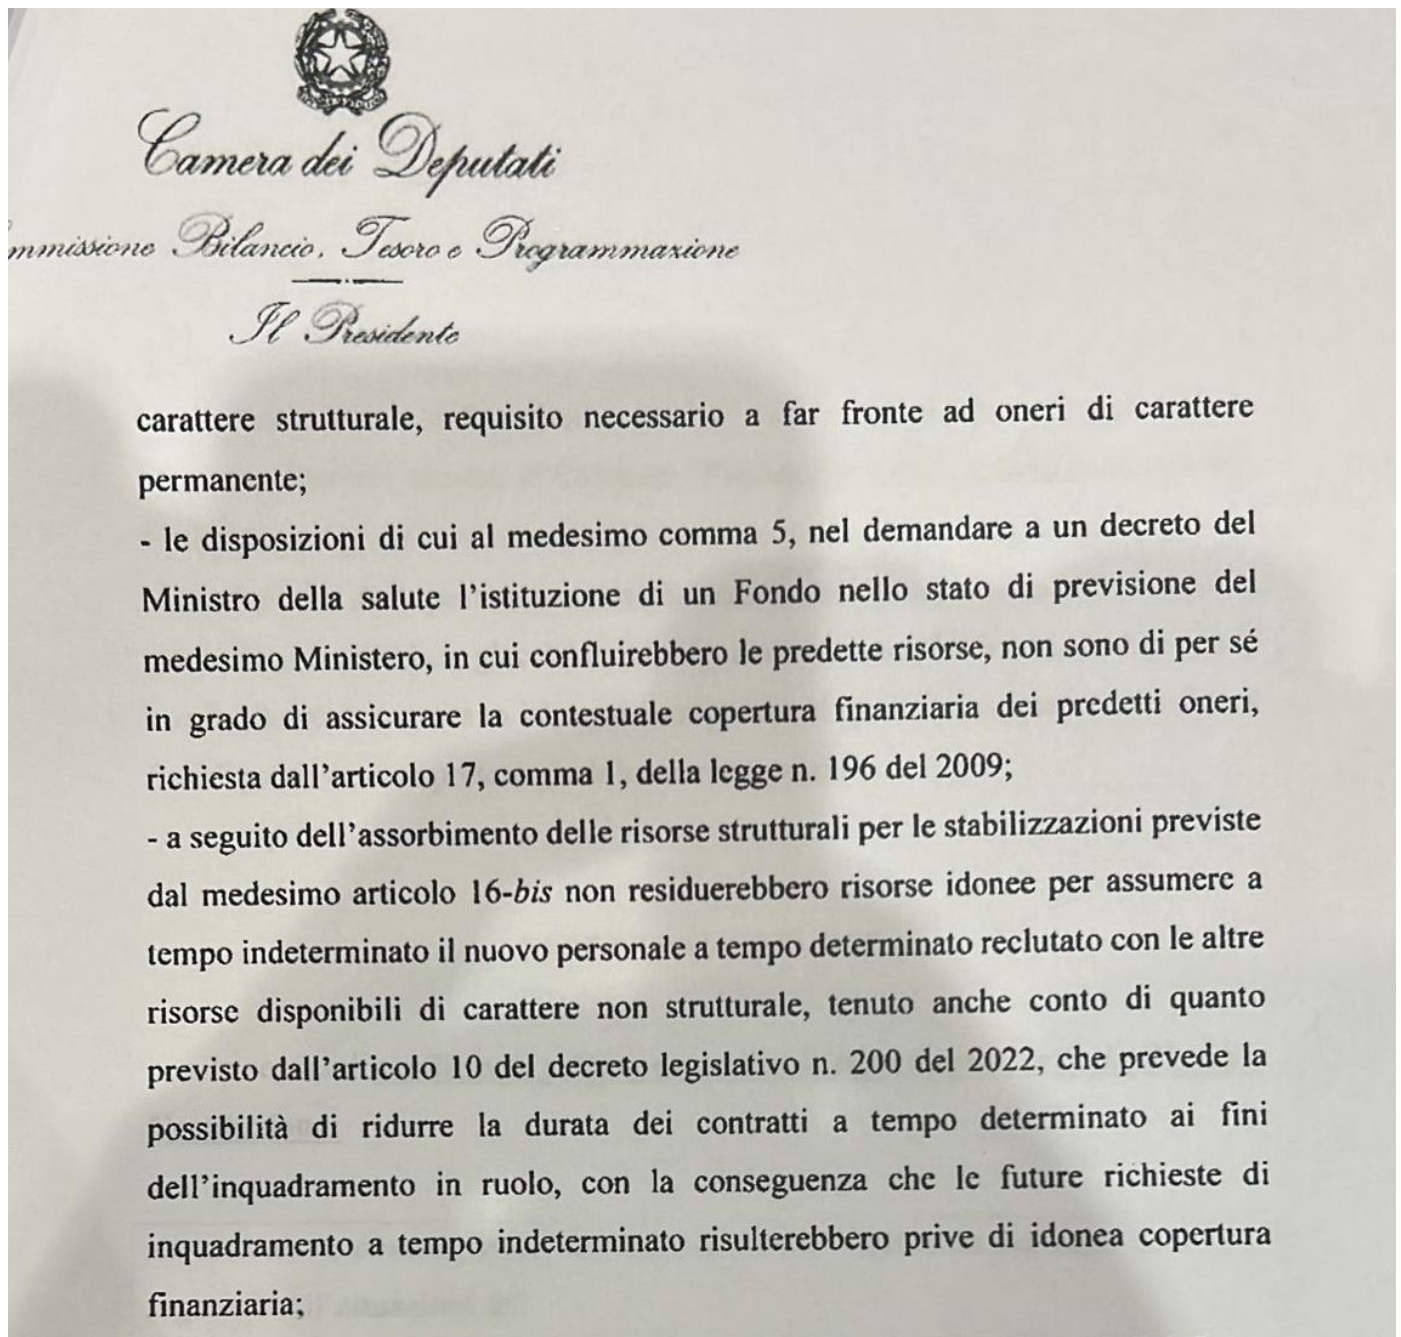 Camera dei Deputati
mmissione Bilancio, Tesoro e Programmazione
Il Presidente
carattere strutturale, requisito necessario a far fronte ad oneri di carattere
permanente;
- le disposizioni di cui al medesimo comma 5, nel demandare a un decreto del
Ministro della salute l’istituzione di un Fondo nello stato di previsione del
medesimo Ministero, in cui confluirebbero le predette risorse, non sono di per sé
in grado di assicurare la contestuale copertura finanziaria dei predetti oneri,
richiesta dall’articolo 17, comma 1, della legge n. 196 del 2009;
- a seguito dell’assorbimento delle risorse strutturali per le stabilizzazioni previste
dal medesimo articolo 16-bis non residuerebbero risorse idonee per assumere a
tempo indeterminato il nuovo personale a tempo determinato reclutato con le altre
risorse disponibili di carattere non strutturale, tenuto anche conto di quanto
previsto dall’articolo 10 del decreto legislativo n. 200 del 2022, che prevede la
possibilità di ridurre la durata dei contratti a tempo determinato ai fini
dell’inquadramento in ruolo, con la conseguenza che le future richieste di
inquadramento a tempo indeterminato risulterebbero prive di idonea copertura
finanziaria;